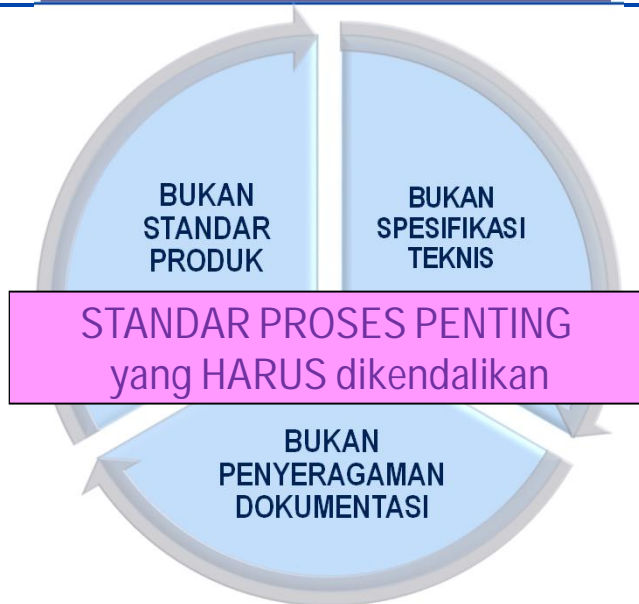 BUKAN
STANDAR
PRODUK
BUKAN
SPESIFIKASI
TEKNIS
STANDAR PROSES PENTING
yang HARUS dikendalikan
BUKAN
PENYERAGAMAN
DOKUMENTASI